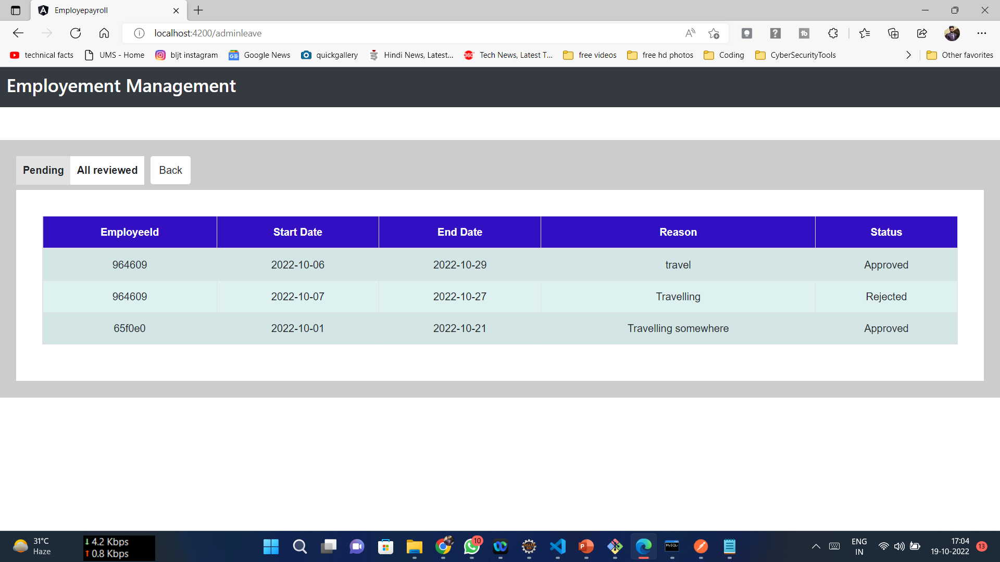 Employepayroll
localhost:4200/adminleave
technical facts UMS - Home bljt instagram Google News quickgallery Hindi News, Latest... Tech News, Latest T... free videos free hd photos Coding CyberSecurityTools Other favorites
Employement Management
Pending All reviewed Back
EmployeeId Start Date End Date Reason Status
964609 2022-10-06 2022-10-29 travel Approved
964609 2022-10-07 2022-10-27 Travelling Rejected
65f0e0 2022-10-01 2022-10-21 Travelling somewhere Approved
31°C
Haze
↓ 4.2 Kbps
↑ 0.8 Kbps
10
ENG
IN
17:04
19-10-2022
13